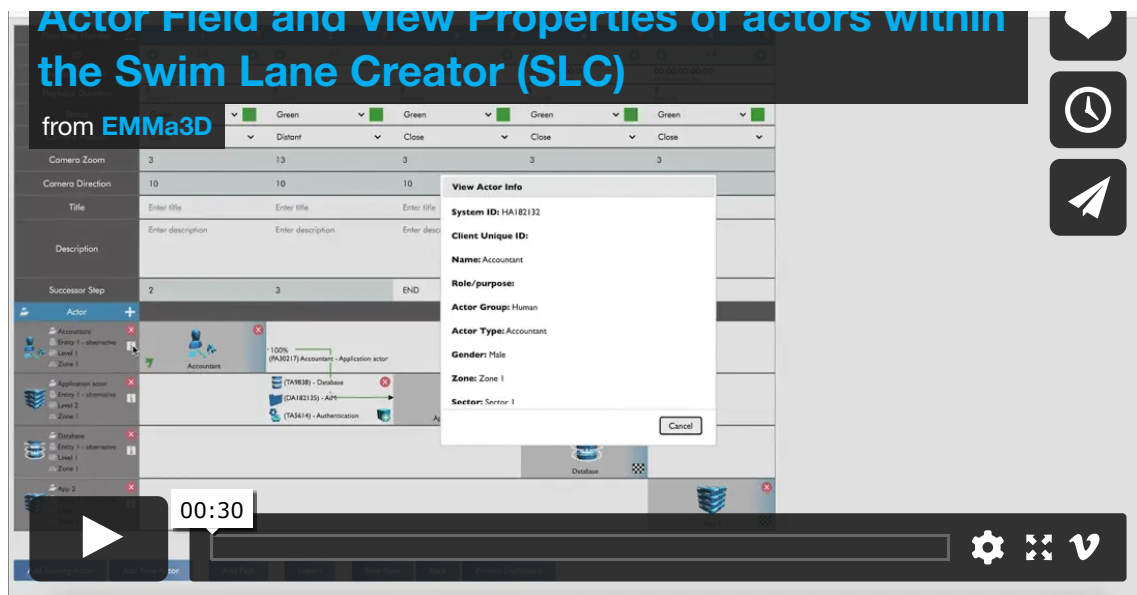 Actor Field and View Properties of actors within
the Swim Lane Creator (SLC)
from EMMa3D
Green Green Green Green
Distant Close Close Close
Camera Zoom 3 13 3 3 3
Camera Direction 10 10 10
Title Enter title Enter title Enter title
Description Enter description Enter description Enter desc
Successor Step 2 3 END
View Actor Info
System ID: HA182132
Client Unique ID:
Name: Accountant
Role/purpose:
Actor Group: Human
Actor Type: Accountant
Gender: Male
Zone: Zone 1
Sector: Sector 1
Cancel
Actor
Accountant
Entity 1 - alternative
Level 1
Zone 1
Accountant
100%
(PA30217) Accountant - Application actor
Application actor
Entity 1 - alternative
Level 2
Zone 1
(TA9838) - Database
(DA182135) - AIM
(TA5614) - Authentication
Ap
Database
Entity 1 - alternative
Level 1
Zone 1
Database
App 2
00:30